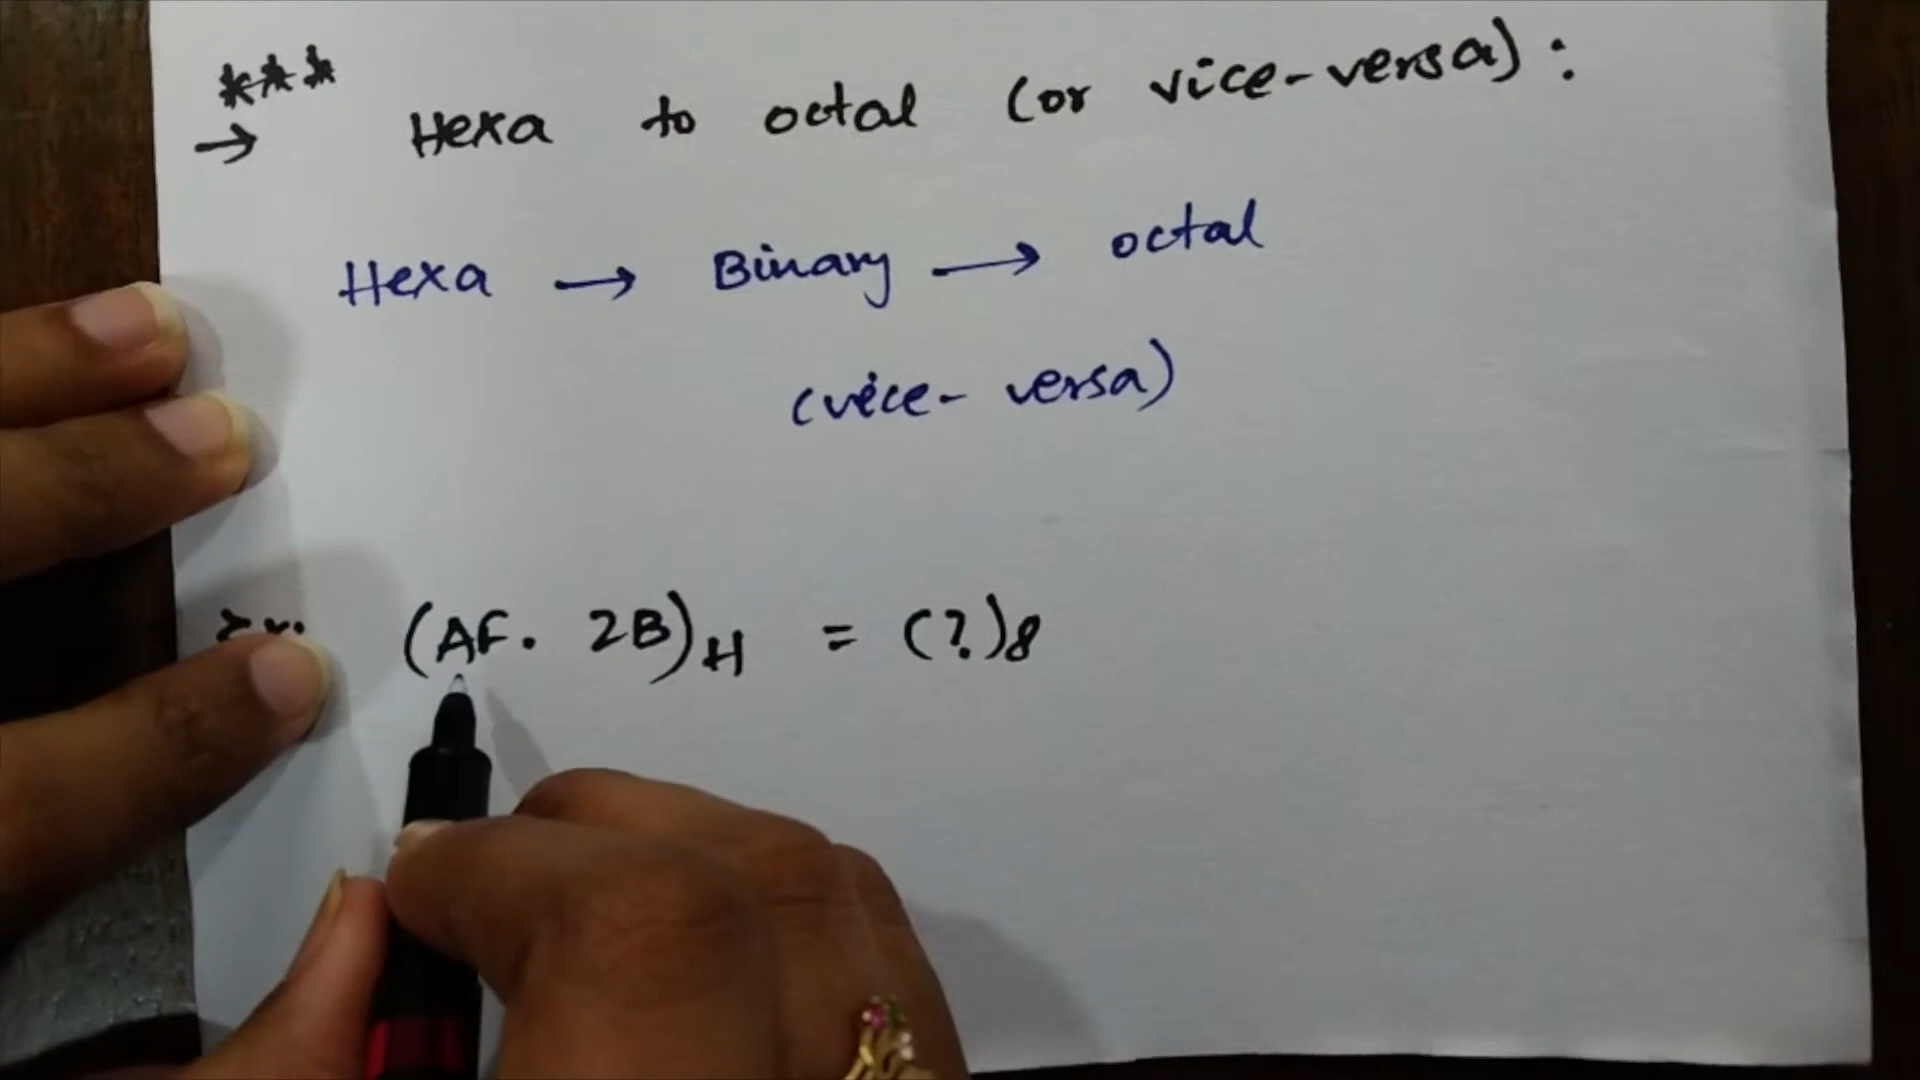 ***
→ Hexa to octal (or vice-versa):
Hexa → Binary → octal
(vice-versa)
(AF. 2B)H = (?)8